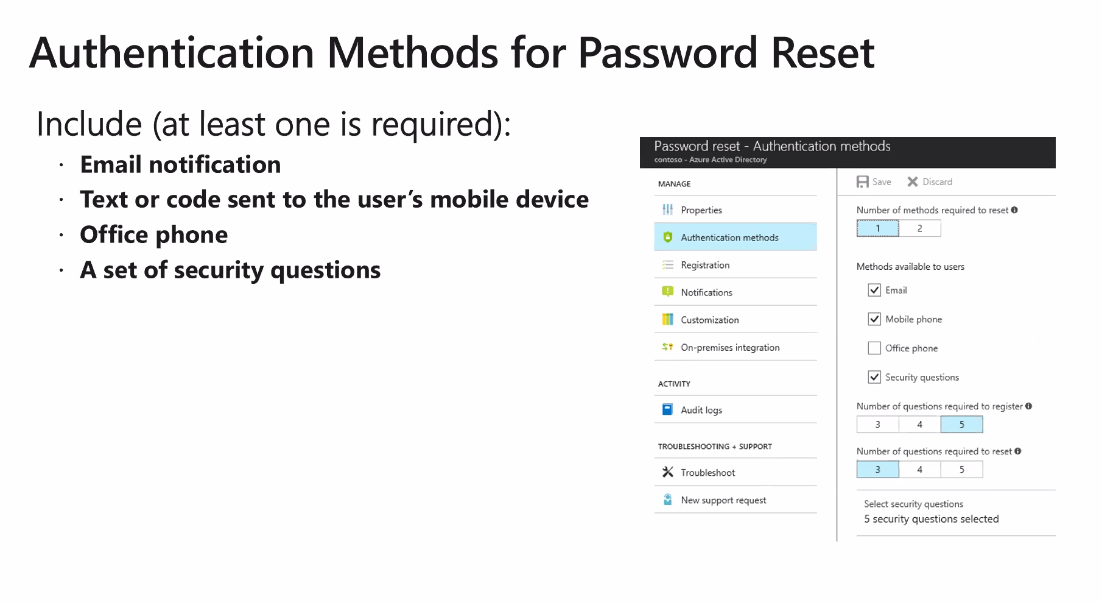 Authentication Methods for Password Reset
Include (at least one is required):
· Email notification
· Text or code sent to the user's mobile device
· Office phone
· A set of security questions
Password reset - Authentication methods
contoso - Azure Active Directory
MANAGE
Properties
Authentication methods
Registration
Notifications
Customization
On-premises integration
ACTIVITY
Audit logs
TROUBLESHOOTING + SUPPORT
Troubleshoot
New support request
Save Discard
Number of methods required to reset
1 2
Methods available to users
Email
Mobile phone
Office phone
Security questions
Number of questions required to register
3 4 5
Number of questions required to reset
3 4 5
Select security questions
5 security questions selected